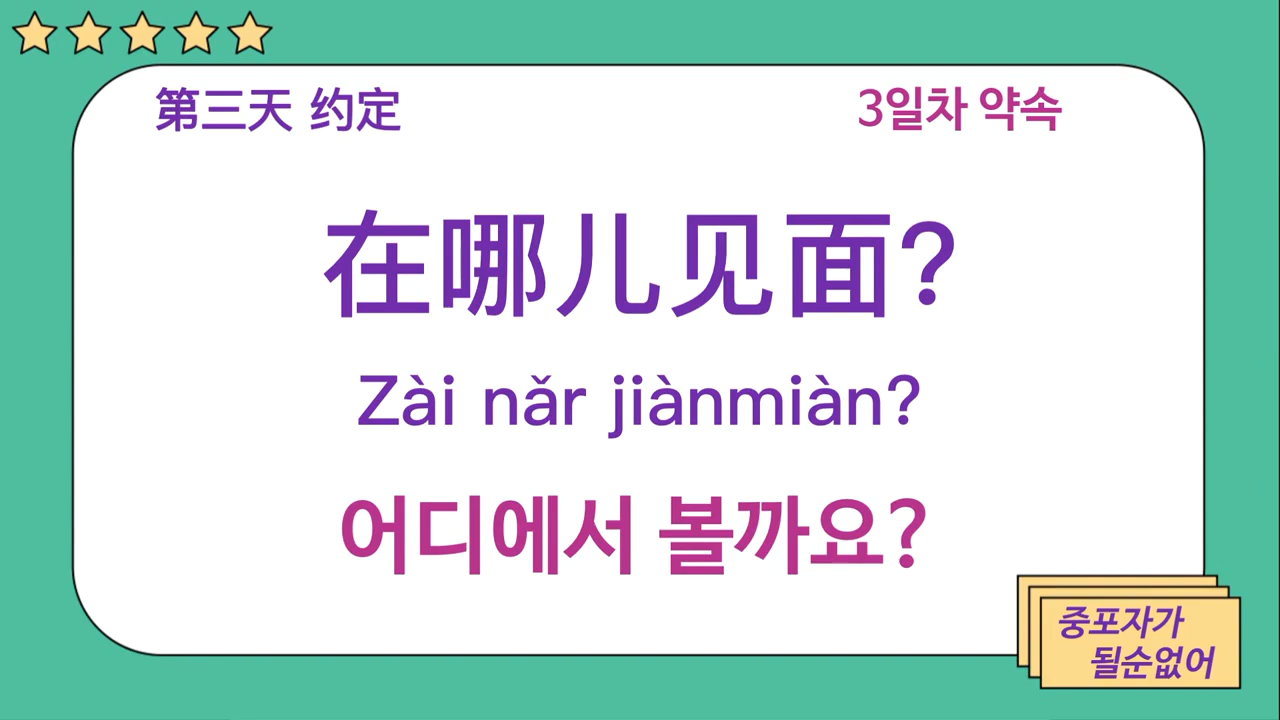 第三天 约定
3일차 약속
在哪儿见面?
Zài nǎr jiànmiàn?
어디에서 볼까요?
중포자가
될순없어